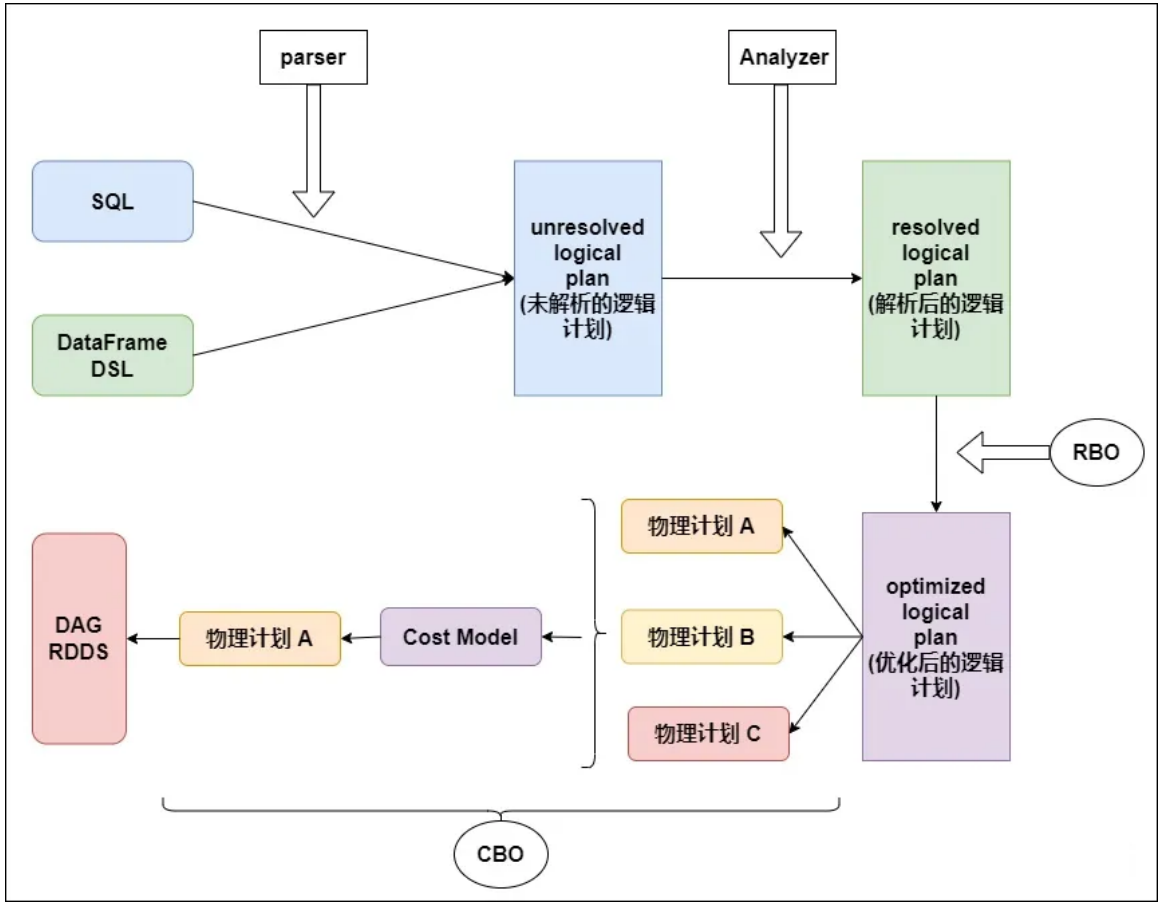 parser
Analyzer
SQL
DataFrame
DSL
unresolved
logical
plan
(未解析的逻辑
计划)
resolved
logical
plan
(解析后的逻辑
计划)
RBO
物理计划 A
物理计划 B
物理计划 C
optimized
logical
plan
(优化后的逻辑
计划)
Cost Model
物理计划 A
DAG
RDDS
CBO